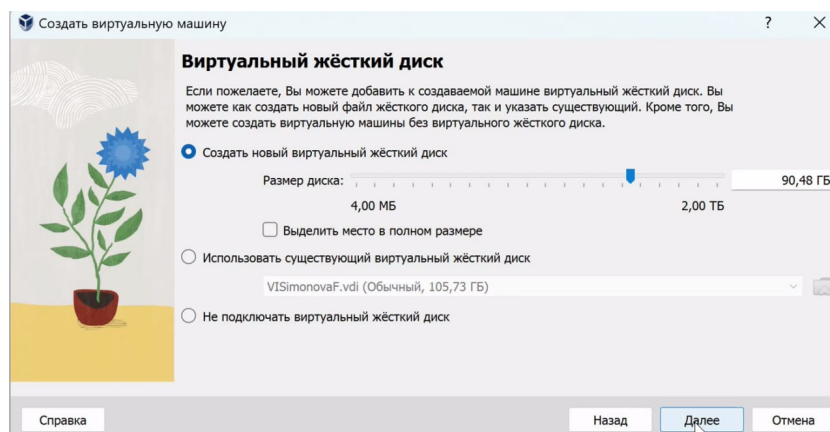 Создать виртуальную машину
?
Виртуальный жёсткий диск
Если пожелаете, Вы можете добавить к создаваемой машине виртуальный жёсткий диск. Вы
можете как создать новый файл жёсткого диска, так и указать существующий. Кроме того, Вы
можете создать виртуальную машины без виртуального жёсткого диска.
Создать новый виртуальный жёсткий диск
Размер диска:
90,48 ГБ
4,00 МБ
2,00 ТБ
Выделить место в полном размере
Использовать существующий виртуальный жёсткий диск
VISimonovaF.vdi (Обычный, 105,73 ГБ)
Не подключать виртуальный жёсткий диск
Справка
Назад
Далее
Отмена